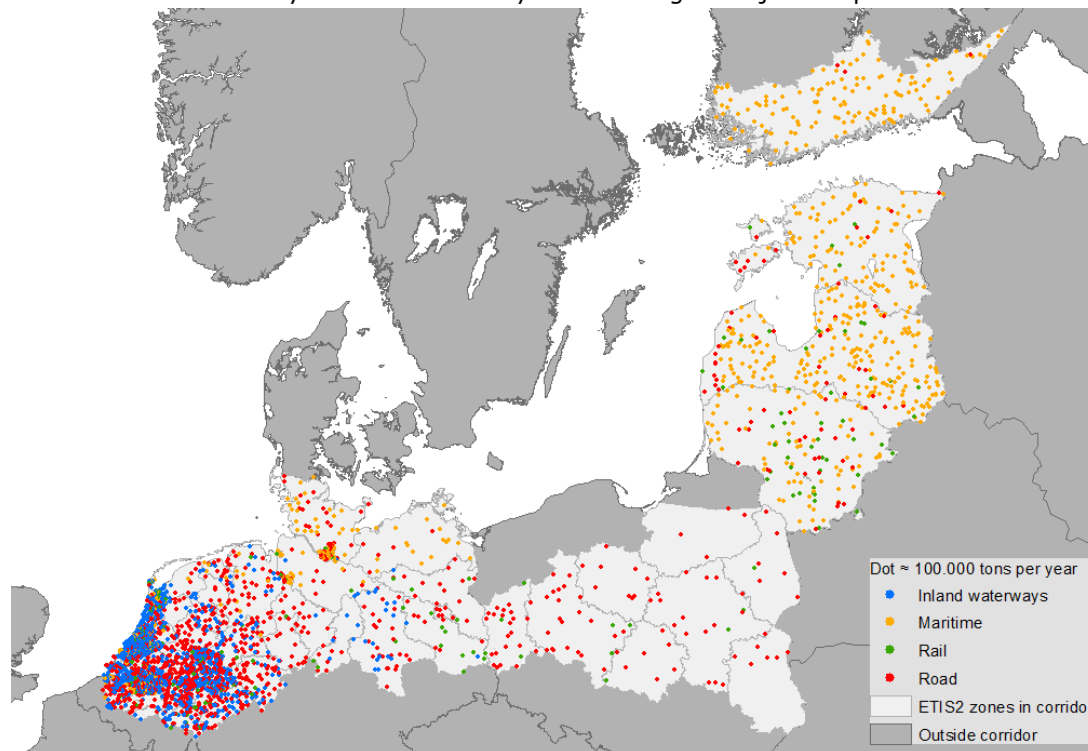 Dot ≈ 100.000 tons per year
Inland waterways
Maritime
Rail
Road
ETIS2 zones in corrido
Outside corridor